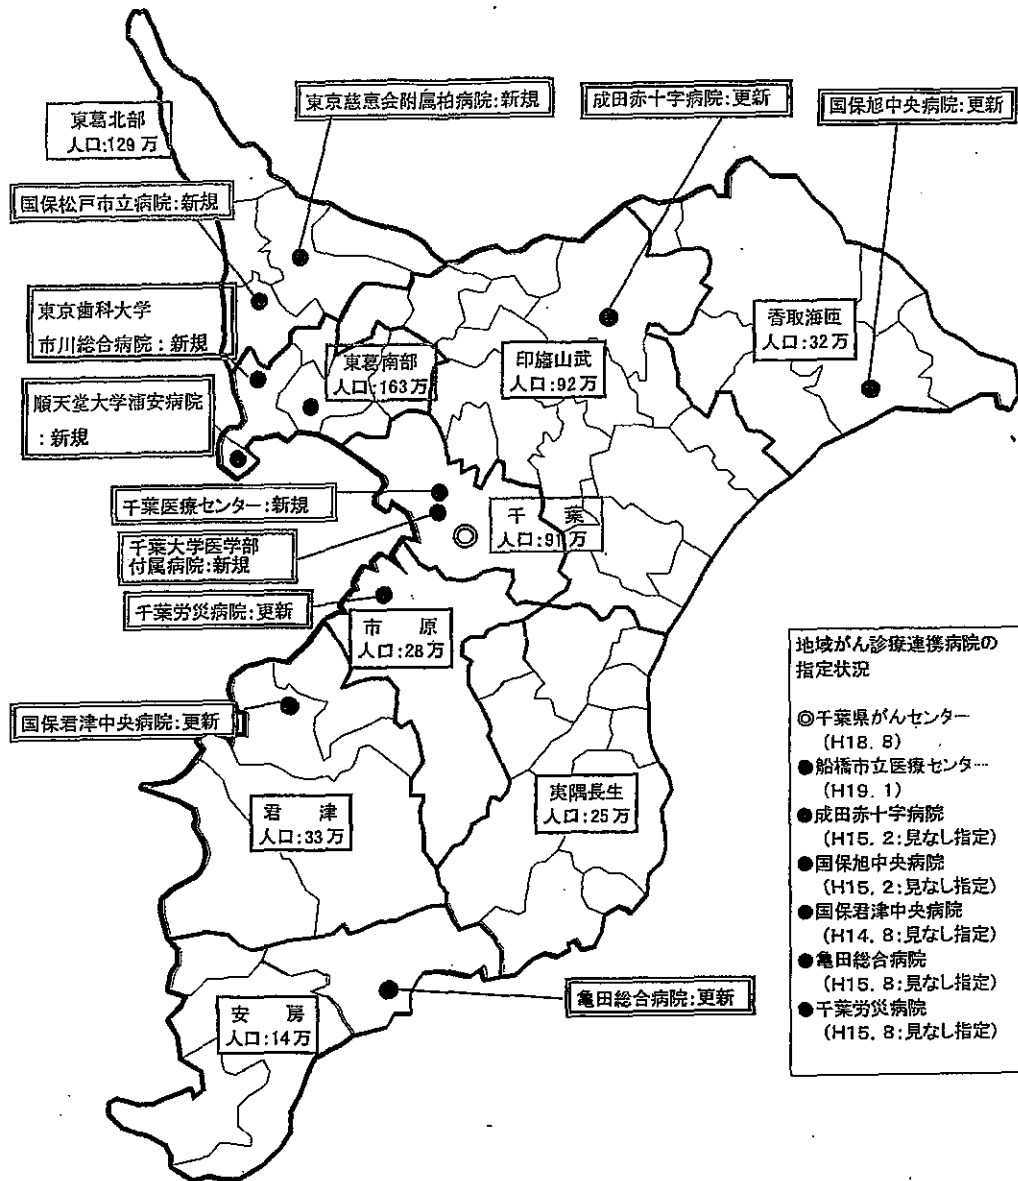 東京慈恵会附属柏病院:新規
成田赤十字病院:更新
国保旭中央病院:更新
東葛北部
人口:129万
国保松戸市立病院:新規
東京歯科大学
市川総合病院:新規
東葛南部
人口:163万
印旛山武
人口:92万
香取海匝
人口:32万
順天堂大学浦安病院
:新規
千葉医療センター:新規
千葉
人口:91万
千葉大学医学部
付属病院:新規
千葉労災病院:更新
市原
人口:28万
国保君津中央病院:更新
君津
人口:33万
夷隅長生
人口:25万
安房
人口:14万
亀田総合病院:更新
地域がん診療連携病院の
指定状況
◎千葉県がんセンター
(H18.8)
●船橋市立医療センター
(H19.1)
●成田赤十字病院
(H15.2:見なし指定)
●国保旭中央病院
(H15.2:見なし指定)
●国保君津中央病院
(H14.8:見なし指定)
●亀田総合病院
(H15.8:見なし指定)
●千葉労災病院
(H15.8:見なし指定)